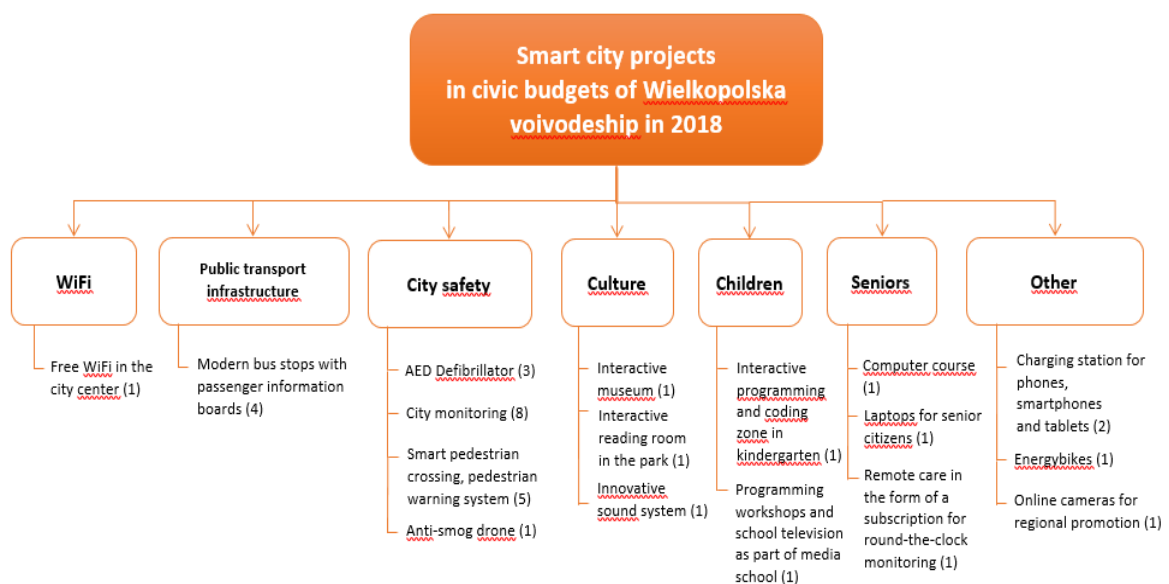 Smart city projects
in civic budgets of Wielkopolska
voivodeship in 2018
WiFi
Free WiFi in the
city center (1)
Public transport
infrastructure
Modern bus stops with
passenger information
boards (4)
City safety
AED Defibrillator (3)
City monitoring (8)
Smart pedestrian
crossing, pedestrian
warning system (5)
Anti-smog drone (1)
Culture
Interactive
museum (1)
Interactive
reading room
in the park (1)
Innovative
sound system (1)
Children
Interactive
programming
and coding
zone in
kindergarten (1)
Programming
workshops and
school television
as part of media
school (1)
Seniors
Computer course
(1)
Laptops for senior
citizens (1)
Remote care in
the form of a
subscription for
round-the-clock
monitoring (1)
Other
Charging station for
phones,
smartphones
and tablets (2)
Energybikes (1)
Online cameras for
regional promotion (1)